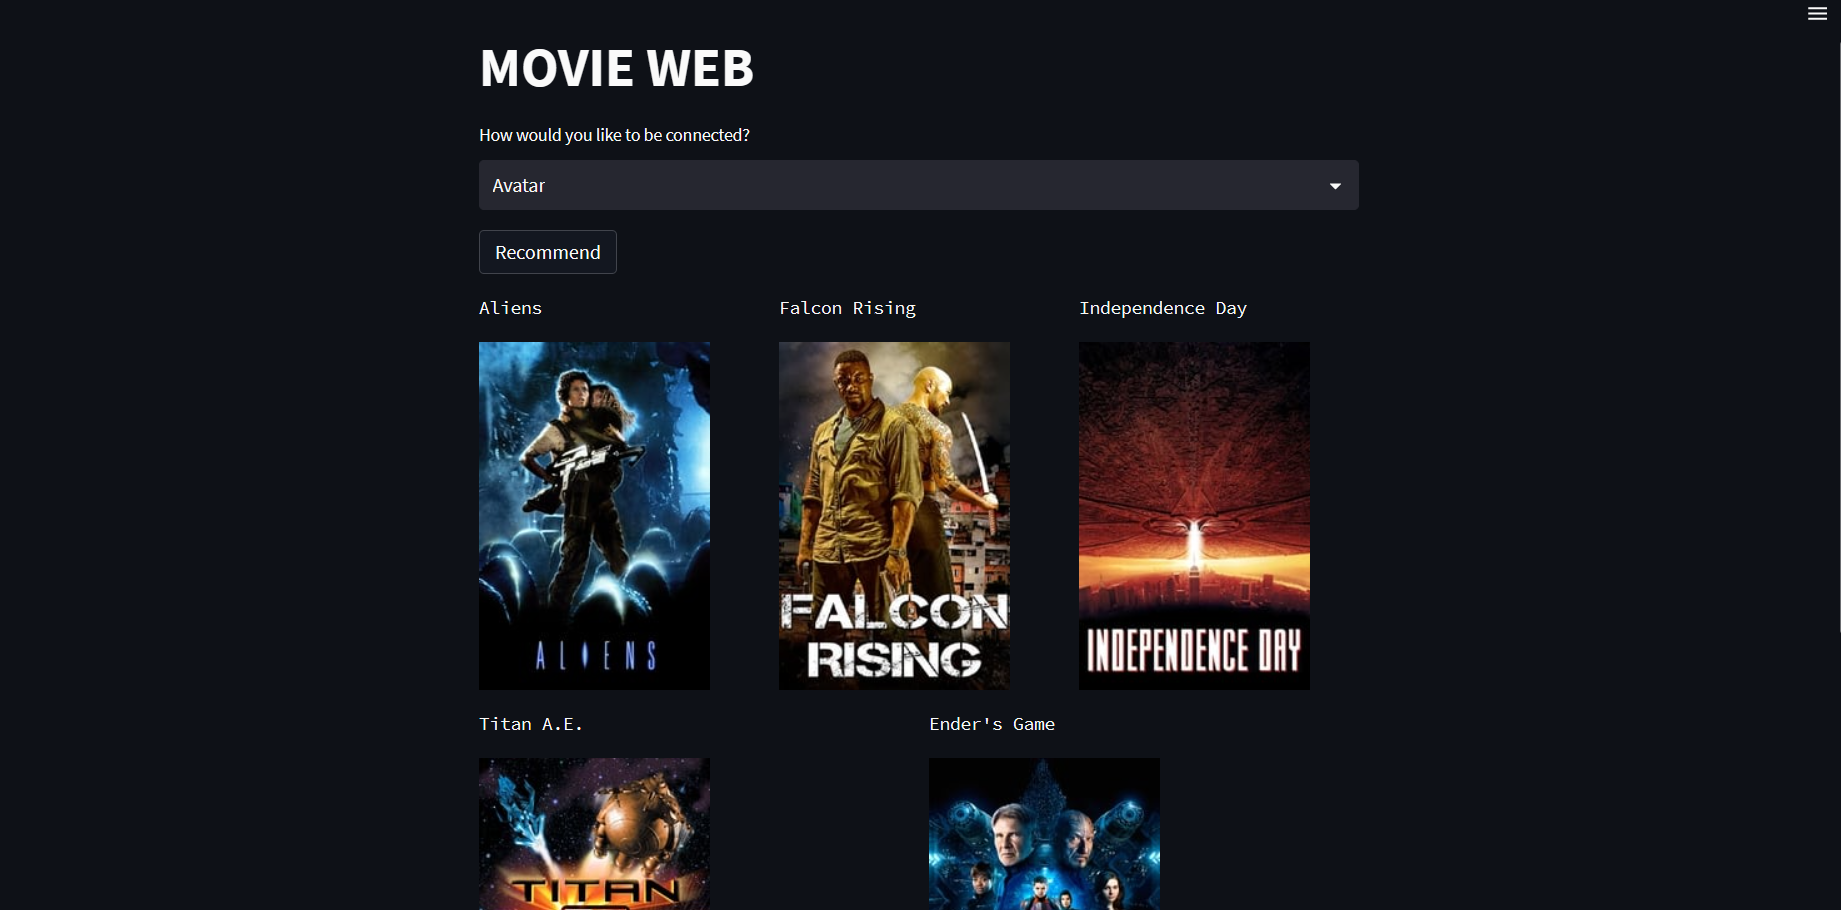 MOVIE WEB
How would you like to be connected?
Avatar
Recommend
Aliens
Falcon Rising
Independence Day
ALIENS
FALCON
RISING
INDEPENDENCE DAY
Titan A.E.
Ender's Game
TITAN